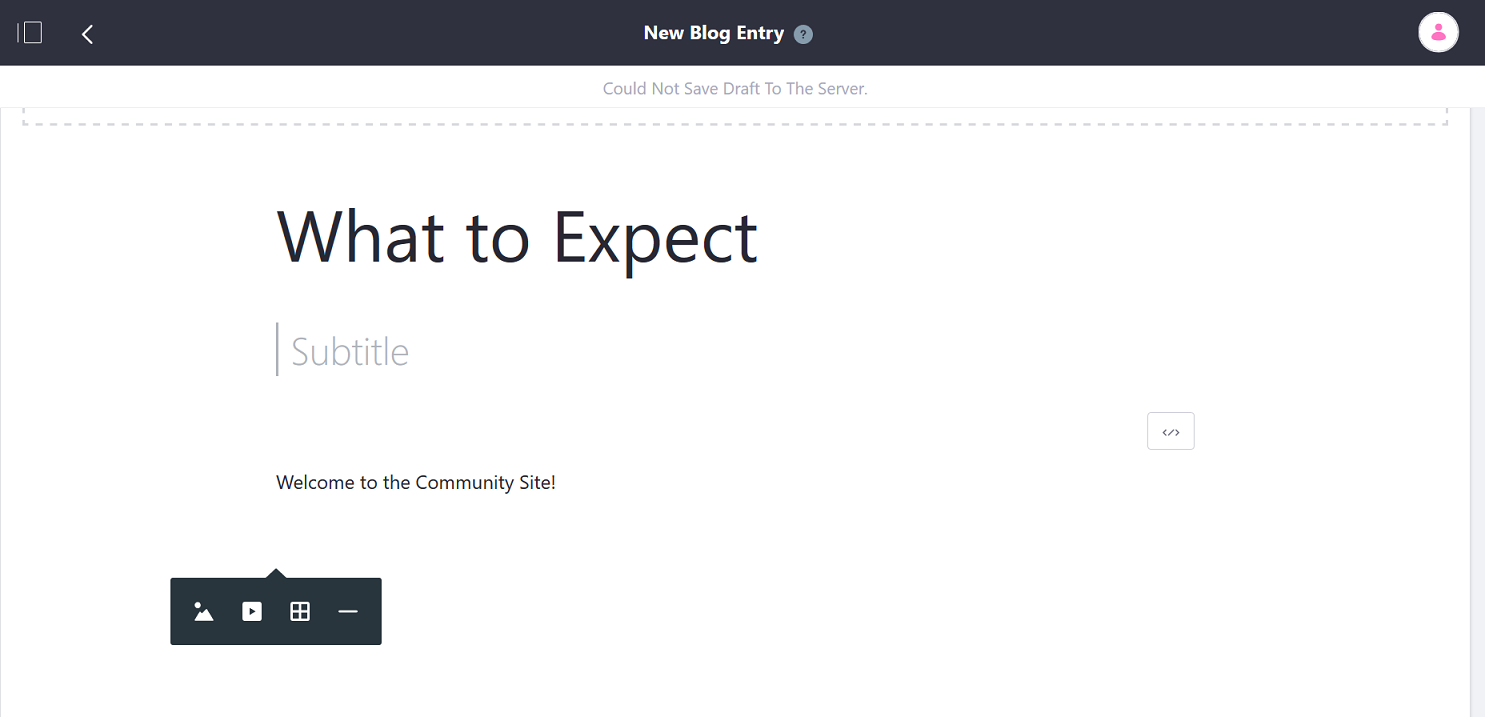 New Blog Entry ?
Could Not Save Draft To The Server.
What to Expect
Subtitle
</>
Welcome to the Community Site!